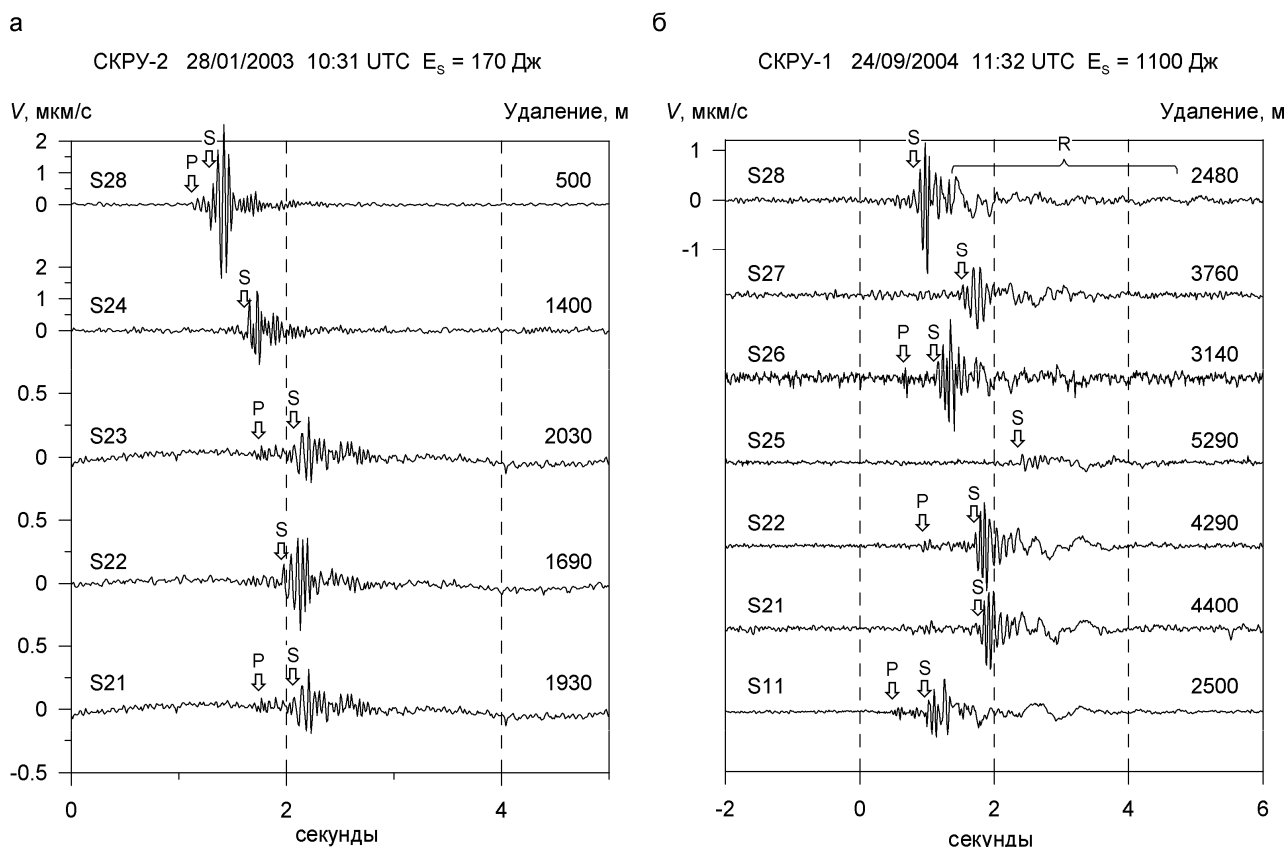 а
СКРУ-2 28/01/2003 10:31 UTC Es = 170 Дж
V, мкм/с Удаление, м
2
S
P
S28 500
0
2
S
1
S24 1400
0
0.5
P S
S23 2030
0
0.5
S
S22 1690
0
0.5
P S
S21 1930
0
-0.5
0 2 4
секунды
б
СКРУ-1 24/09/2004 11:32 UTC Es = 1100 Дж
V, мкм/с Удаление, м
1
S R
S28 2480
0
-1
S
S27 3760
P S
S26 3140
S
S25 5290
P S
S22 4290
S
S21 4400
P S
S11 2500
-2 0 2 4 6
секунды